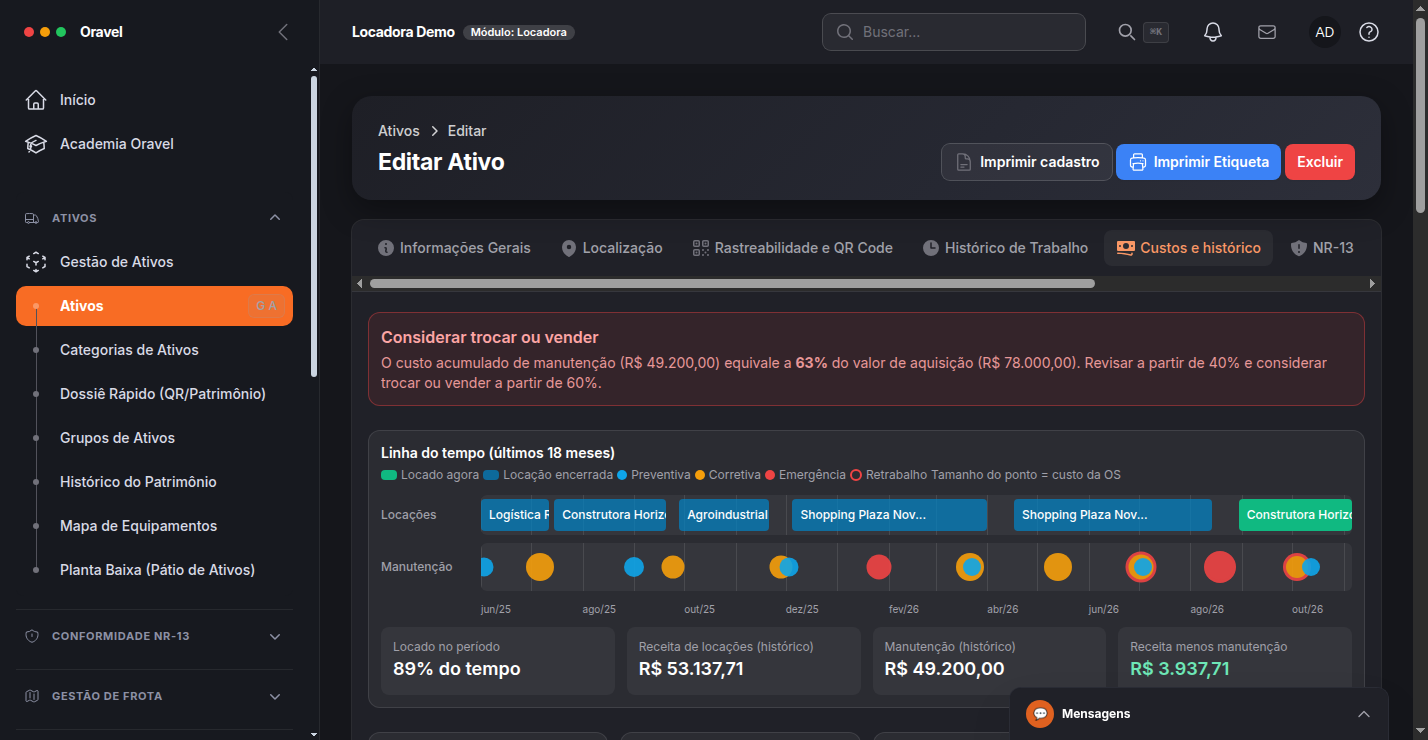 Oravel
Locadora Demo
Módulo: Locadora
Buscar...
⌘K
AD
Início
Academia Oravel
ATIVOS
Gestão de Ativos
Ativos
G A
Categorias de Ativos
Dossiê Rápido (QR/Patrimônio)
Grupos de Ativos
Histórico do Patrimônio
Mapa de Equipamentos
Planta Baixa (Pátio de Ativos)
CONFORMIDADE NR-13
GESTÃO DE FROTA
Ativos > Editar
Editar Ativo
Imprimir cadastro
Imprimir Etiqueta
Excluir
Informações Gerais
Localização
Rastreabilidade e QR Code
Histórico de Trabalho
Custos e histórico
NR-13
Considerar trocar ou vender
O custo acumulado de manutenção (R$ 49.200,00) equivale a 63% do valor de aquisição (R$ 78.000,00). Revisar a partir de 40% e considerar
trocar ou vender a partir de 60%.
Linha do tempo (últimos 18 meses)
Locado agora Locação encerrada Preventiva Corretiva Emergência Retrabalho Tamanho do ponto = custo da OS
Locações
Logística
Construtora
Agroindustrial
Shopping Plaza Nov...
Shopping Plaza Nov...
Construtora
Manutenção
jun/25 ago/25 out/25 dez/25 fev/26 abr/26 jun/26 ago/26 out/26
Locado no período
89% do tempo
Receita de locações (histórico)
R$ 53.137,71
Manutenção (histórico)
R$ 49.200,00
Receita menos manutenção
R$ 3.937,71
Mensagens